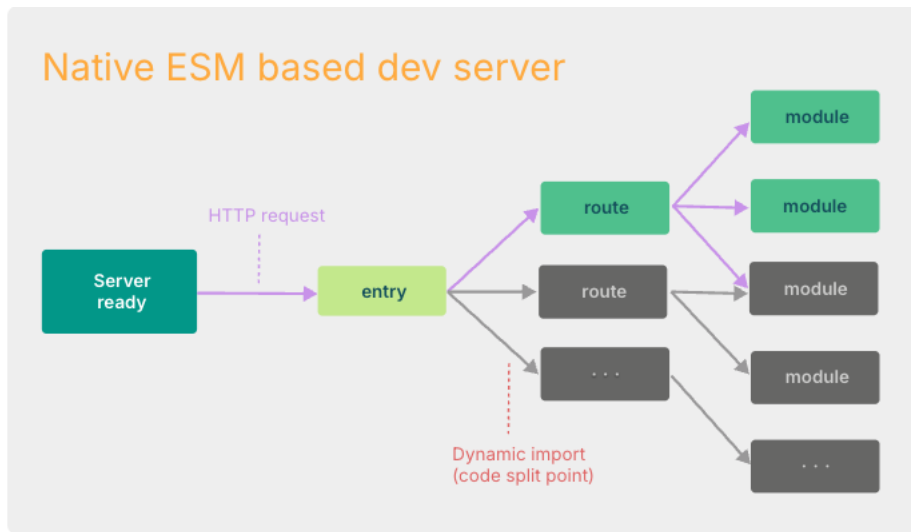 Native ESM based dev server
module
HTTP request
route
module
Server
ready
entry
route
module
...
module
Dynamic import
(code split point)
...